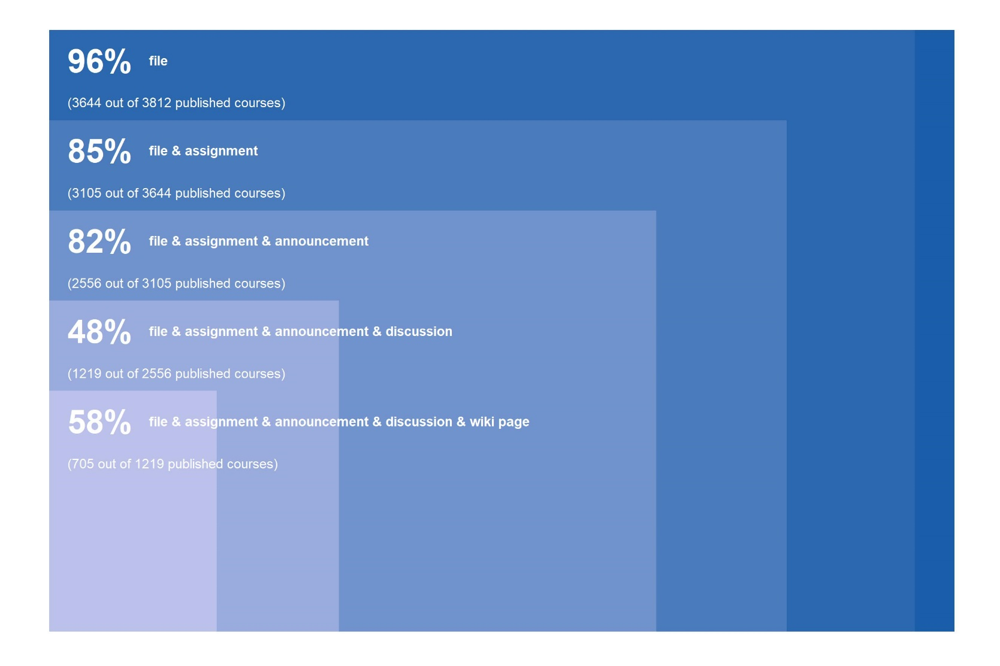 96% file
(3644 out of 3812 published courses)
85% file & assignment
(3105 out of 3644 published courses)
82% file & assignment & announcement
(2556 out of 3105 published courses)
48% file & assignment & announcement & discussion
(1219 out of 2556 published courses)
58% file & assignment & announcement & discussion & wiki page
(705 out of 1219 published courses)